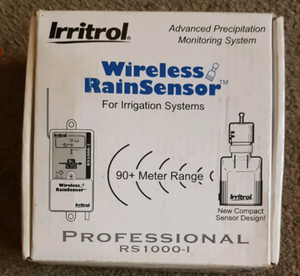 Irritrol®
Advanced Precipitation
Monitoring System
Wireless
RainSensor™
For Irrigation Systems
Irritrol
Wireless
RainSensor
90+ Meter Range
Irritrol
New Compact
Sensor Design!
PROFESSIONAL
RS1000-I